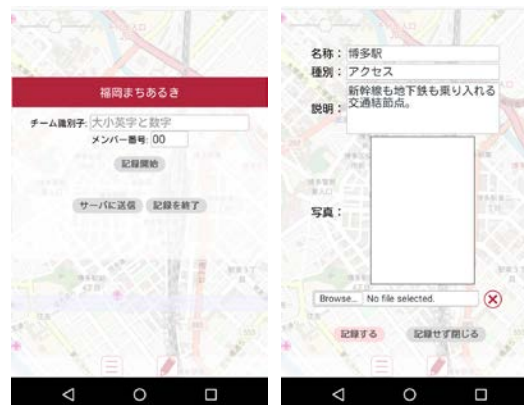 福岡まちあるき
チーム識別子: 大小英字と数字
メンバー番号: 00
記録開始
サーバに送信 記録を終了
名称： 博多駅
種別： アクセス
説明： 新幹線も地下鉄も乗り入れる
交通結節点。
写真：
Browse... No file selected.
記録する 記録せず閉じる